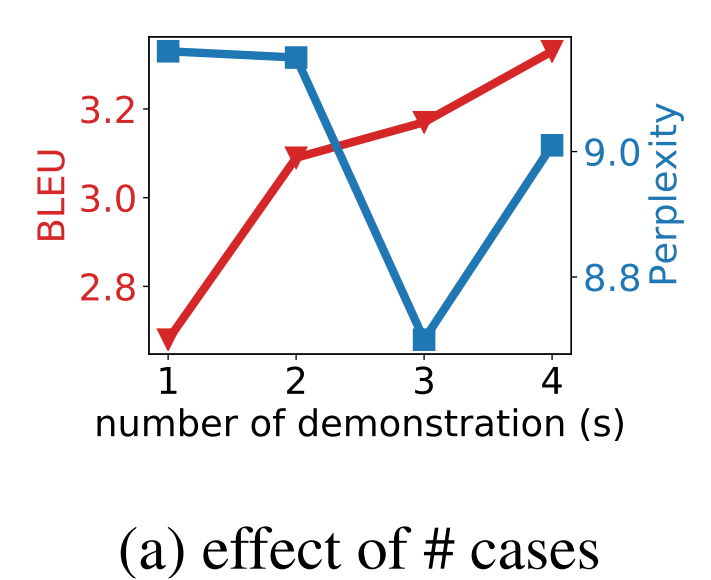 BLEU
3.2
3.0
2.8
9.0
8.8
Perplexity
1 2 3 4
number of demonstration (s)
(a) effect of # cases